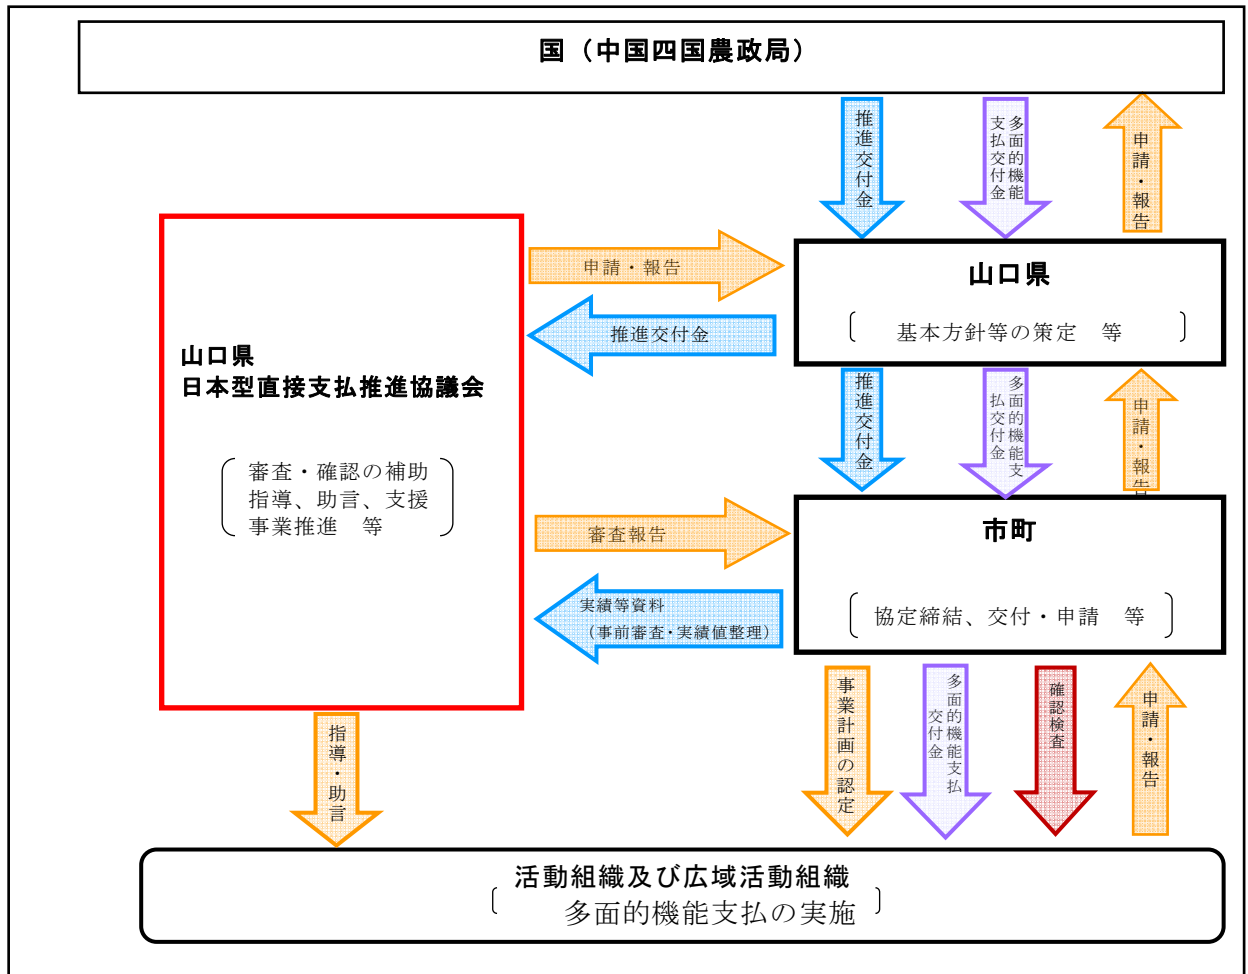 国（中国四国農政局）
推進交付金
多面的機能
支払交付金
申請・報告
申請・報告
推進交付金
山口県
基本方針等の策定　等
山口県
日本型直接支払推進協議会
審査・確認の補助
指導、助言、支援
事業推進　等
推進交付金
多面的機能支
払交付金
申請・報告
審査報告
実績等資料
（事前審査・実績値整理）
市町
協定締結、交付・申請　等
指導・助言
事業計画の認定
多面的機能支払
交付金
確認検査
申請・報告
活動組織及び広域活動組織
多面的機能支払の実施